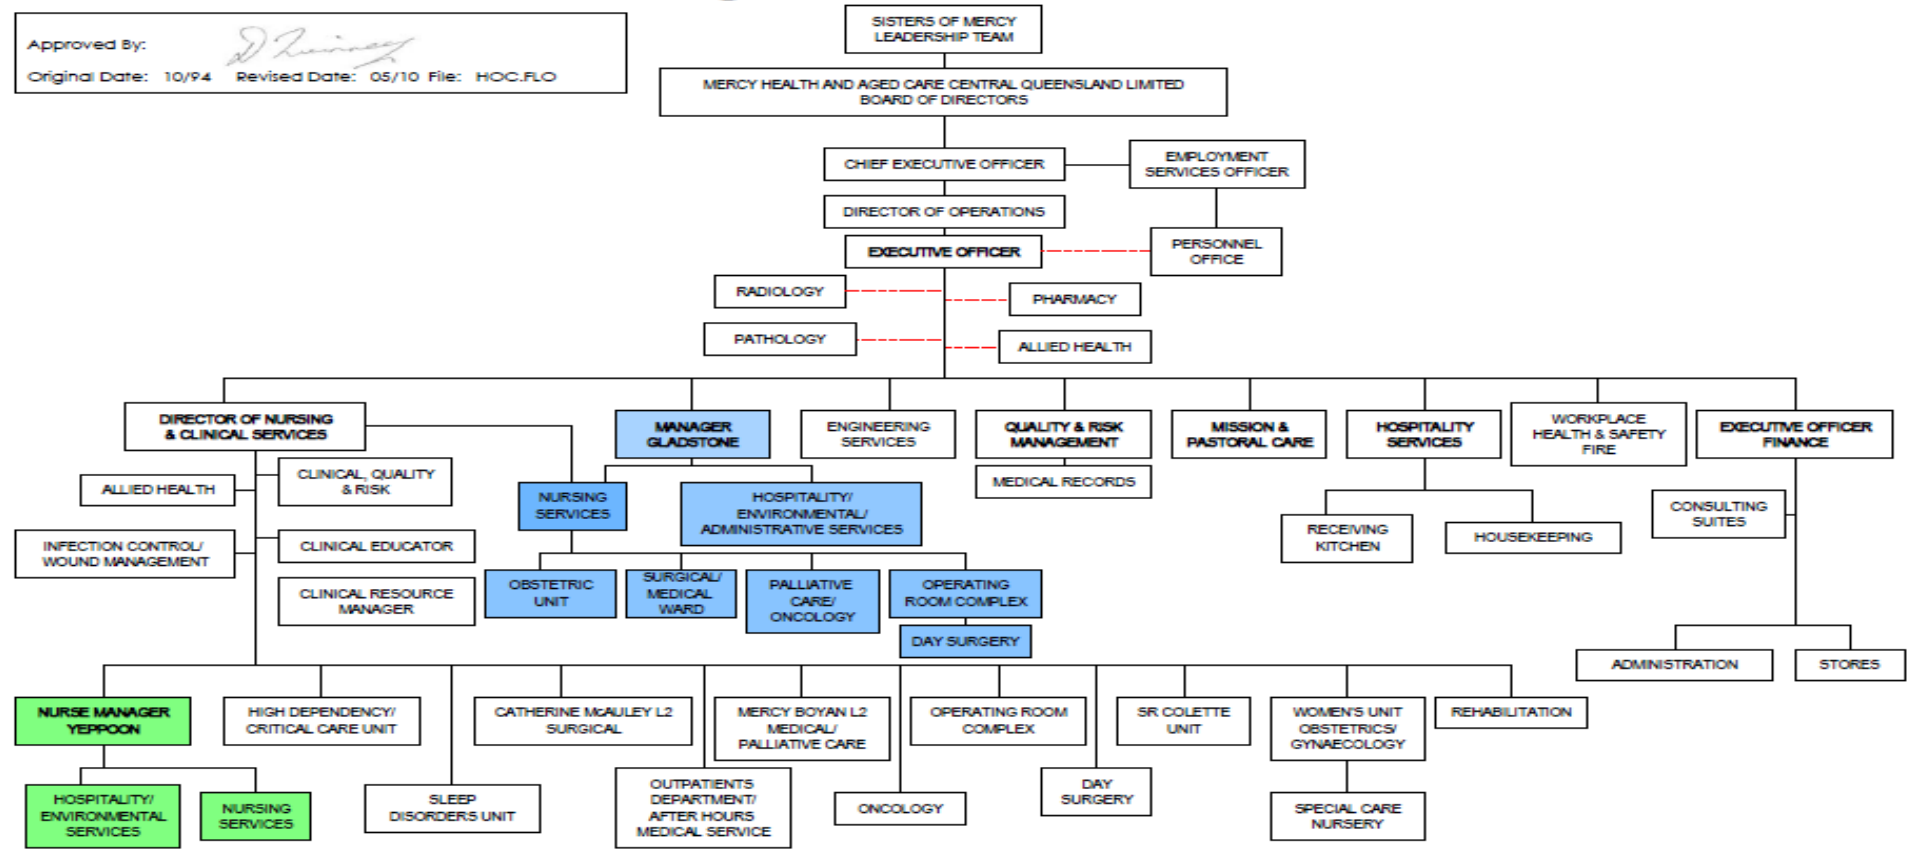 Approved By:
Original Date: 10/94 Revised Date: 05/10 File: HOC.FLO
SISTERS OF MERCY
LEADERSHIP TEAM
MERCY HEALTH AND AGED CARE CENTRAL QUEENSLAND LIMITED
BOARD OF DIRECTORS
CHIEF EXECUTIVE OFFICER
EMPLOYMENT
SERVICES OFFICER
DIRECTOR OF OPERATIONS
EXECUTIVE OFFICER
PERSONNEL
OFFICE
RADIOLOGY
PHARMACY
PATHOLOGY
ALLIED HEALTH
DIRECTOR OF NURSING
& CLINICAL SERVICES
MANAGER
GLADSTONE
ENGINEERING
SERVICES
QUALITY & RISK
MANAGEMENT
MISSION &
PASTORAL CARE
HOSPITALITY
SERVICES
WORKPLACE
HEALTH & SAFETY
FIRE
EXECUTIVE OFFICER
FINANCE
ALLIED HEALTH
CLINICAL, QUALITY
& RISK
NURSING
SERVICES
HOSPITALITY/
ENVIRONMENTAL/
ADMINISTRATIVE SERVICES
MEDICAL RECORDS
RECEIVING
KITCHEN
HOUSEKEEPING
CONSULTING
SUITES
INFECTION CONTROL/
WOUND MANAGEMENT
CLINICAL EDUCATOR
CLINICAL RESOURCE
MANAGER
OBSTETRIC
UNIT
SURGICAL/
MEDICAL
WARD
PALLIATIVE
CARE/
ONCOLOGY
OPERATING
ROOM COMPLEX
DAY SURGERY
ADMINISTRATION
STORES
NURSE MANAGER
YEPPOON
HIGH DEPENDENCY/
CRITICAL CARE UNIT
CATHERINE McAULEY L2
SURGICAL
MERCY BOYAN L2
MEDICAL/
PALLIATIVE CARE
OPERATING ROOM
COMPLEX
SR COLETTE
UNIT
WOMEN'S UNIT
OBSTETRICS/
GYNAECOLOGY
REHABILITATION
HOSPITALITY/
ENVIRONMENTAL
SERVICES
NURSING
SERVICES
SLEEP
DISORDERS UNIT
OUTPATIENTS
DEPARTMENT/
AFTER HOURS
MEDICAL SERVICE
ONCOLOGY
DAY
SURGERY
SPECIAL CARE
NURSERY